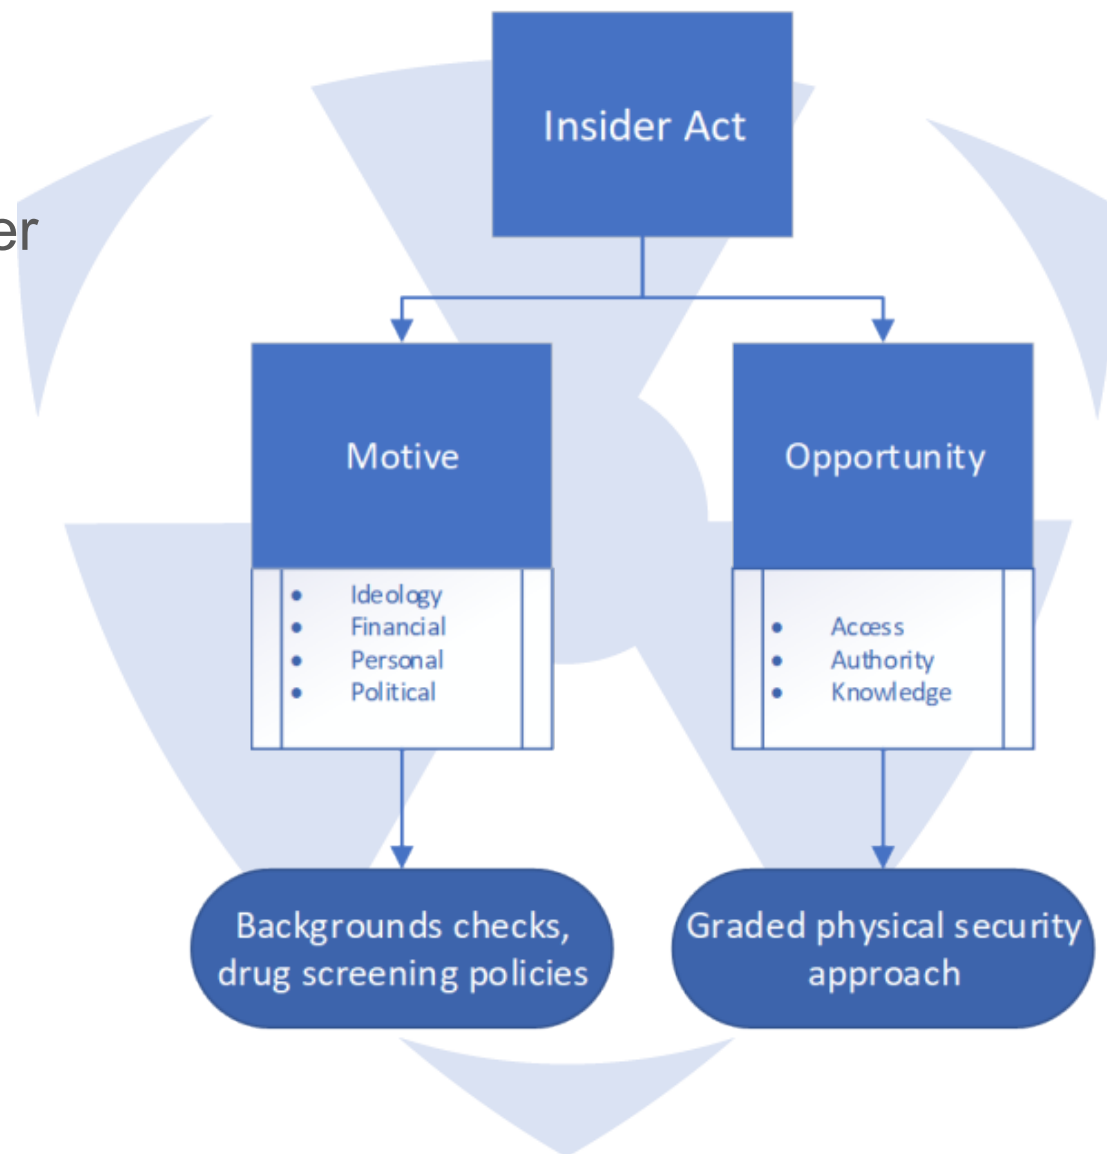 Insider Act
er
Motive
Opportunity
• Ideology
• Financial
• Personal
• Political
• Access
• Authority
• Knowledge
Backgrounds checks,
drug screening policies
Graded physical security
approach